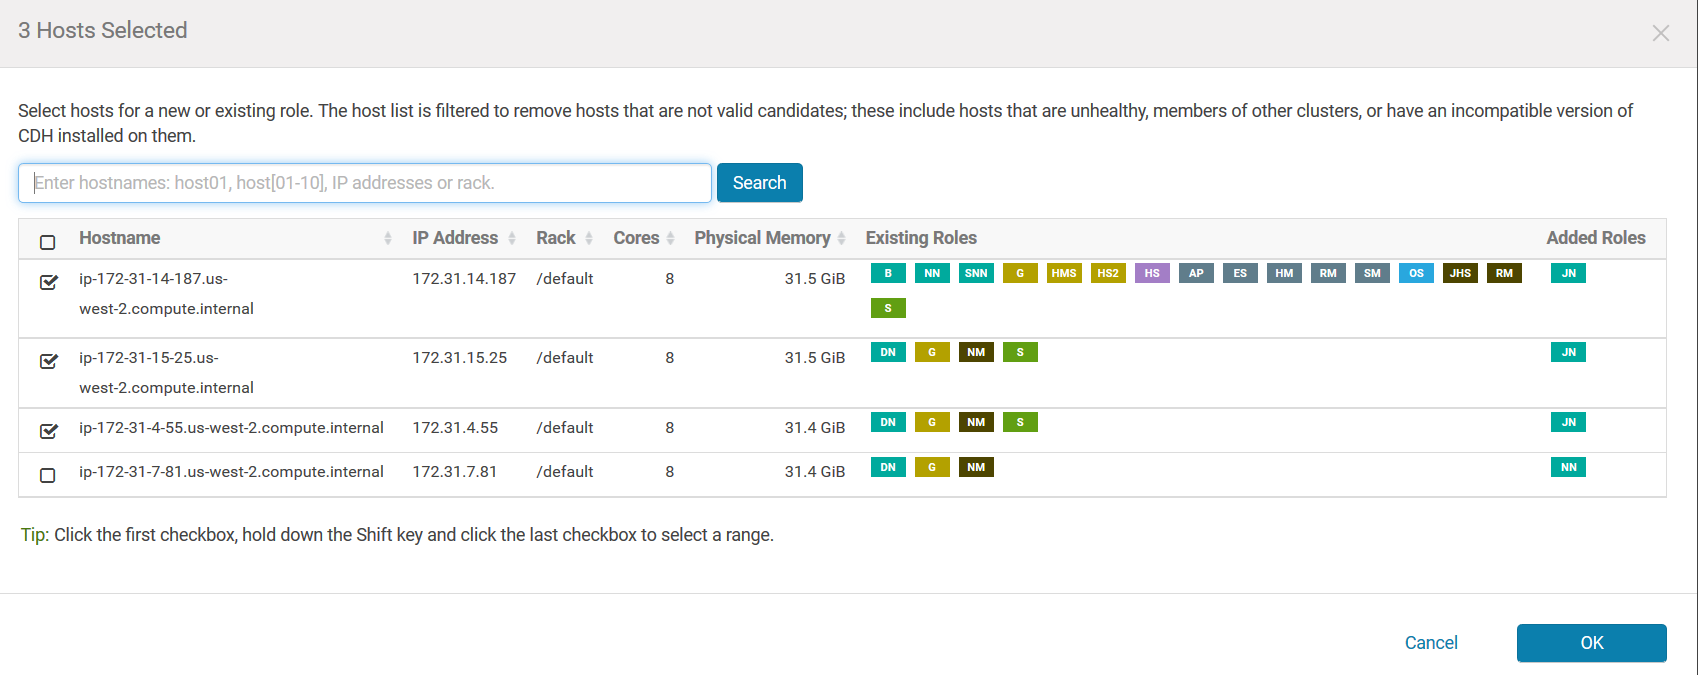 3 Hosts Selected
Select hosts for a new or existing role. The host list is filtered to remove hosts that are not valid candidates; these include hosts that are unhealthy, members of other clusters, or have an incompatible version of
CDH installed on them.
Enter hostnames: host01, host[01-10], IP addresses or rack. Search
Hostname IP Address Rack Cores Physical Memory Existing Roles Added Roles
ip-172-31-14-187.us- 172.31.14.187 /default 8 31.5 GiB B NN SNN G HMS HS2 HS AP ES HM RM SM OS JHS RM JN
west-2.compute.internal S
ip-172-31-15-25.us- 172.31.15.25 /default 8 31.5 GiB DN G NM S JN
west-2.compute.internal
ip-172-31-4-55.us-west-2.compute.internal 172.31.4.55 /default 8 31.4 GiB DN G NM S JN
ip-172-31-7-81.us-west-2.compute.internal 172.31.7.81 /default 8 31.4 GiB DN G NM NN
Tip: Click the first checkbox, hold down the Shift key and click the last checkbox to select a range.
Cancel OK